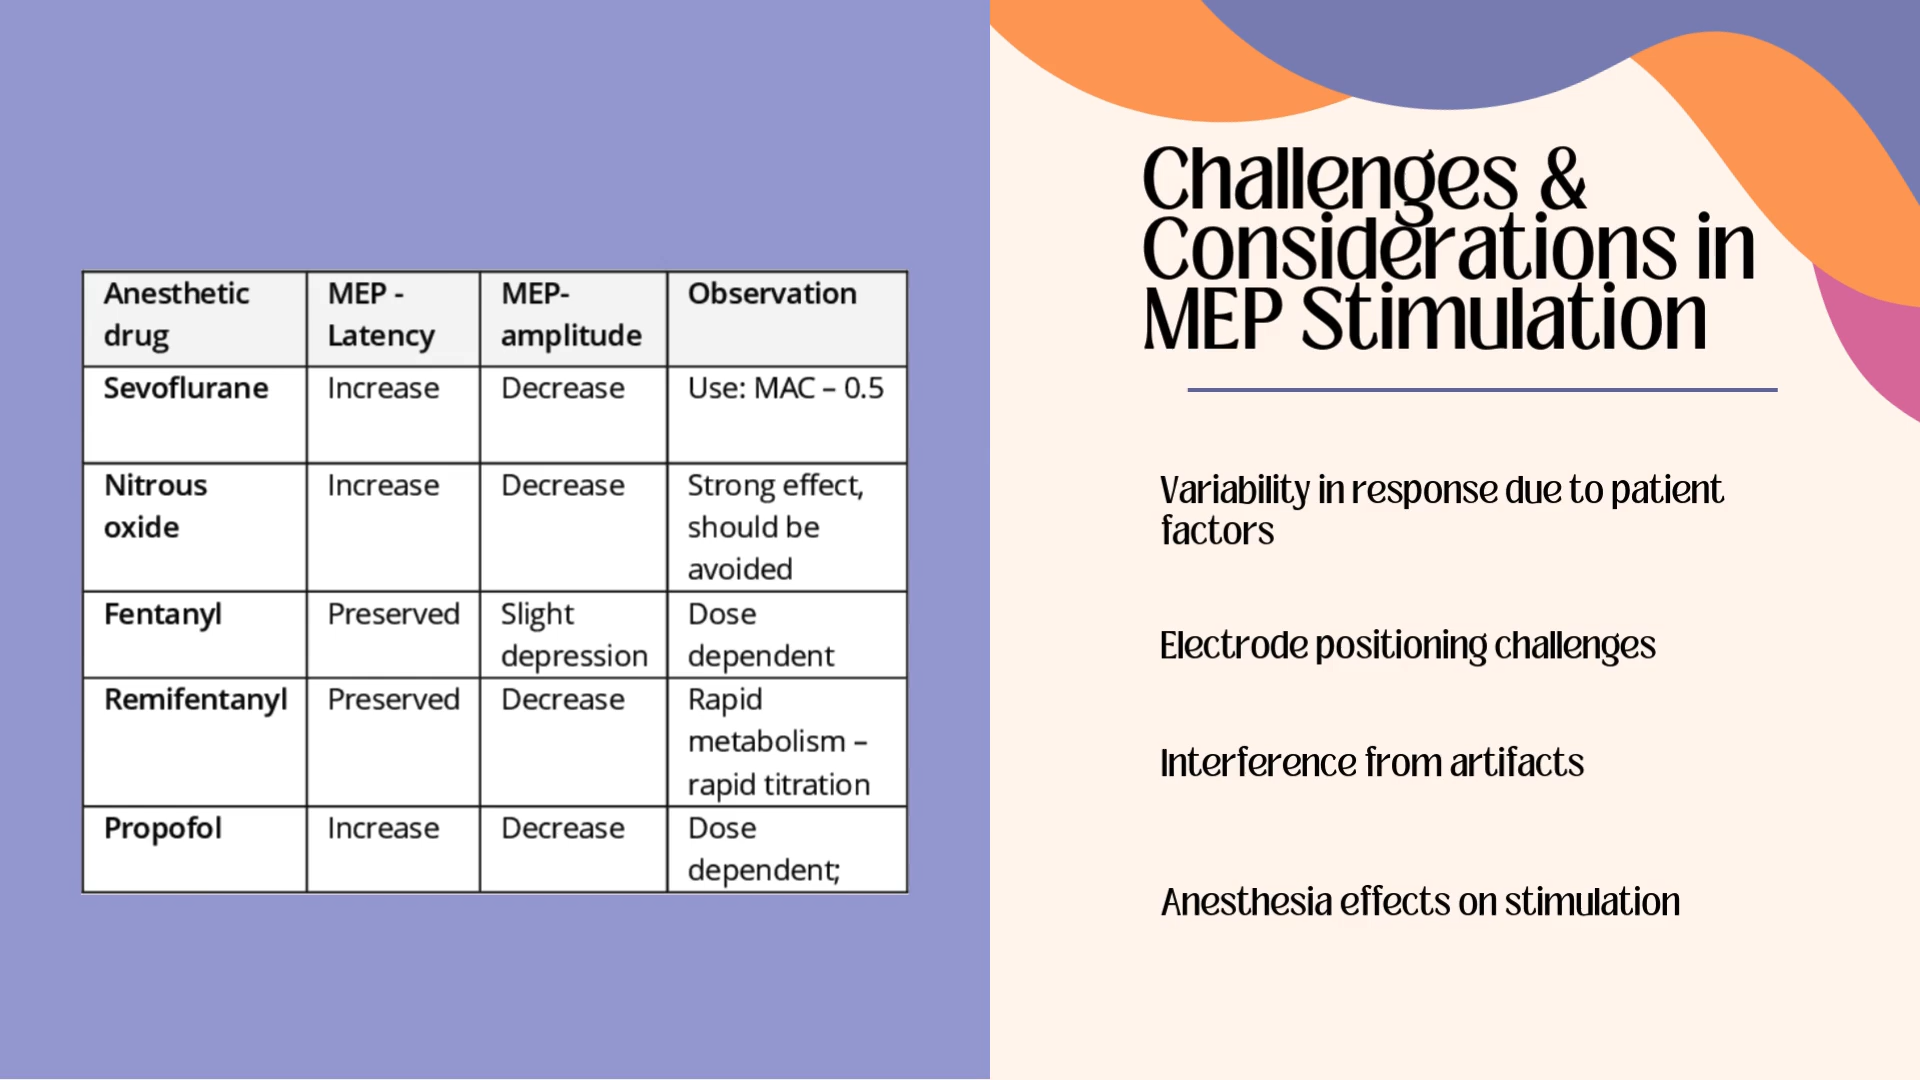 Anesthetic drug
MEP - Latency
MEP- amplitude
Observation
Sevoflurane
Increase
Decrease
Use: MAC – 0.5
Nitrous oxide
Increase
Decrease
Strong effect, should be avoided
Fentanyl
Preserved
Slight depression
Dose dependent
Remifentanyl
Preserved
Decrease
Rapid metabolism – rapid titration
Propofol
Increase
Decrease
Dose dependent;
Challenges &
Considerations in
MEP Stimulation
Variability in response due to patient
factors
Electrode positioning challenges
Interference from artifacts
Anesthesia effects on stimulation